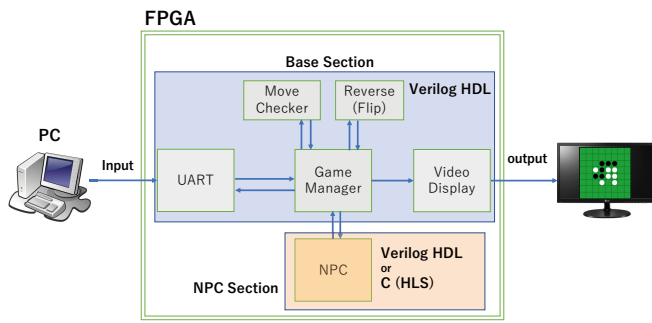 FPGA
Base Section
Move
Checker
Reverse
(Flip)
Verilog HDL
PC
Input
UART
Game
Manager
Video
Display
output
NPC Section
NPC
Verilog HDL
or
C (HLS)